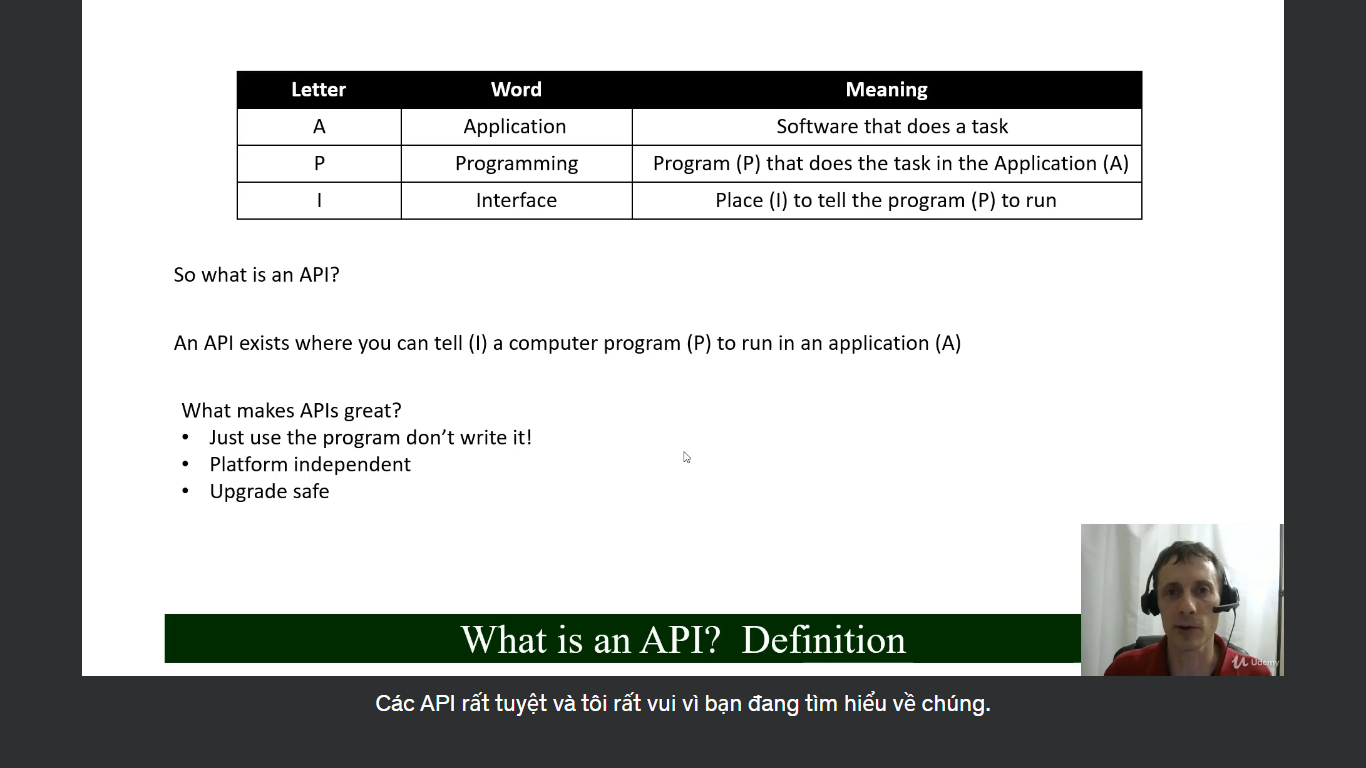 Letter Word Meaning
A Application Software that does a task
P Programming Program (P) that does the task in the Application (A)
I Interface Place (I) to tell the program (P) to run
So what is an API?
An API exists where you can tell (I) a computer program (P) to run in an application (A)
What makes APIs great?
• Just use the program don’t write it!
• Platform independent
• Upgrade safe
What is an API? Definition
Udemy
Các API rất tuyệt và tôi rất vui vì bạn đang tìm hiểu về chúng.